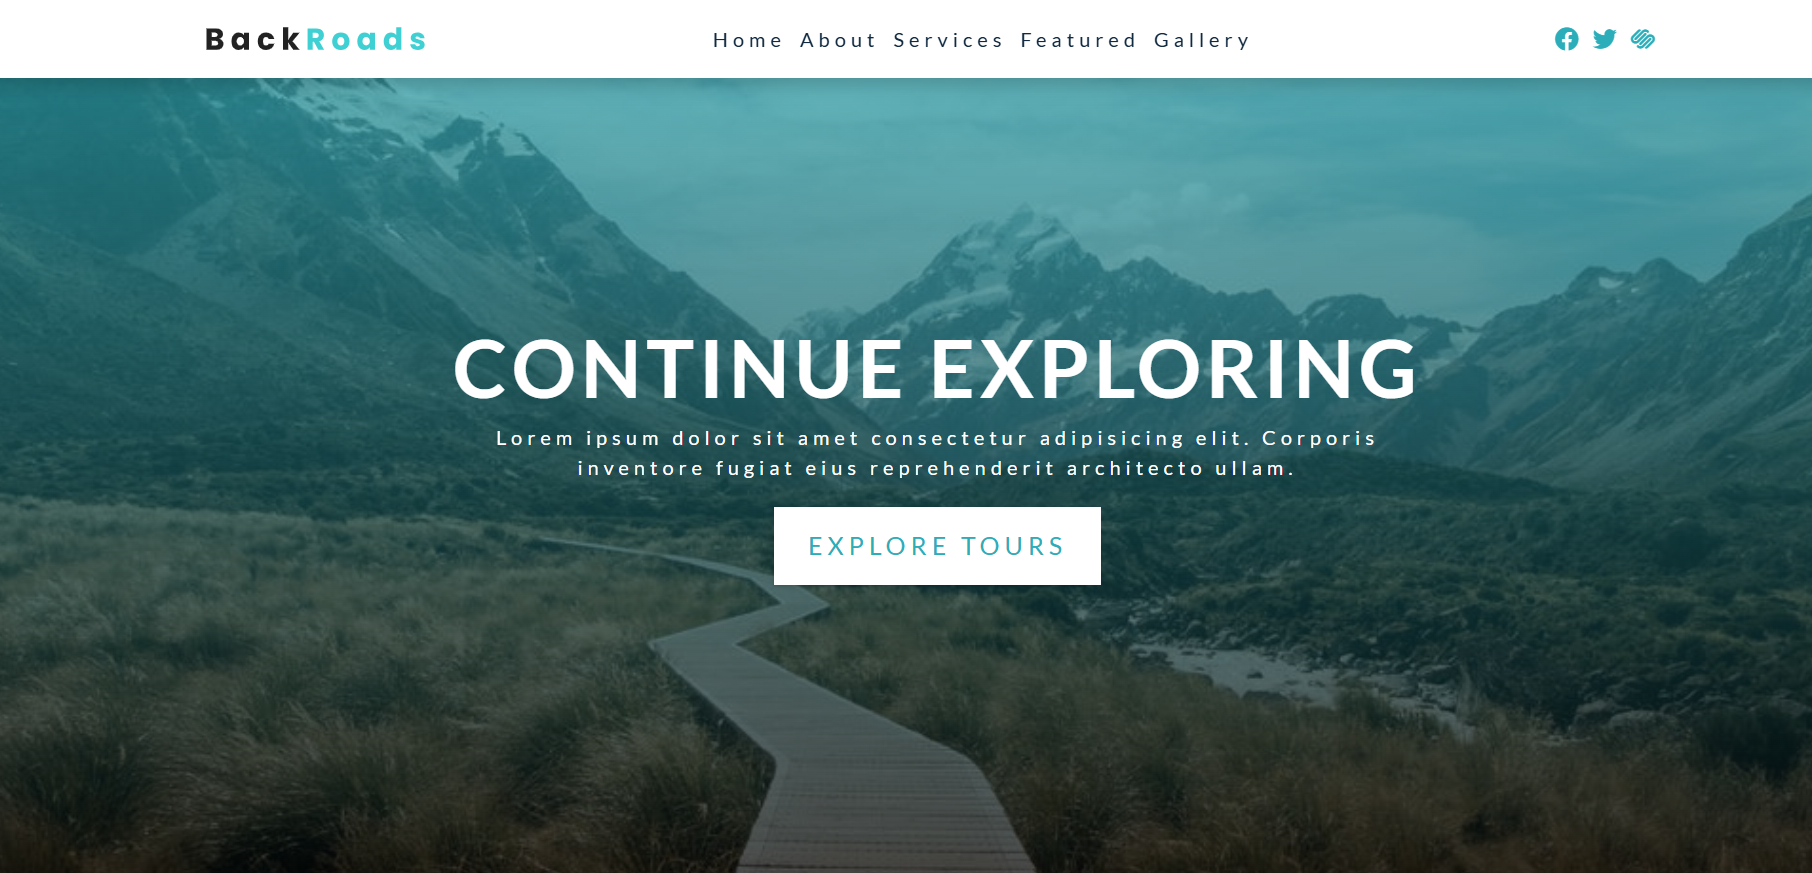 BackRoads
Home About Services Featured Gallery
CONTINUE EXPLORING
Lorem ipsum dolor sit amet consectetur adipisicing elit. Corporis
inventore fugiat eius reprehenderit architecto ullam.
EXPLORE TOURS